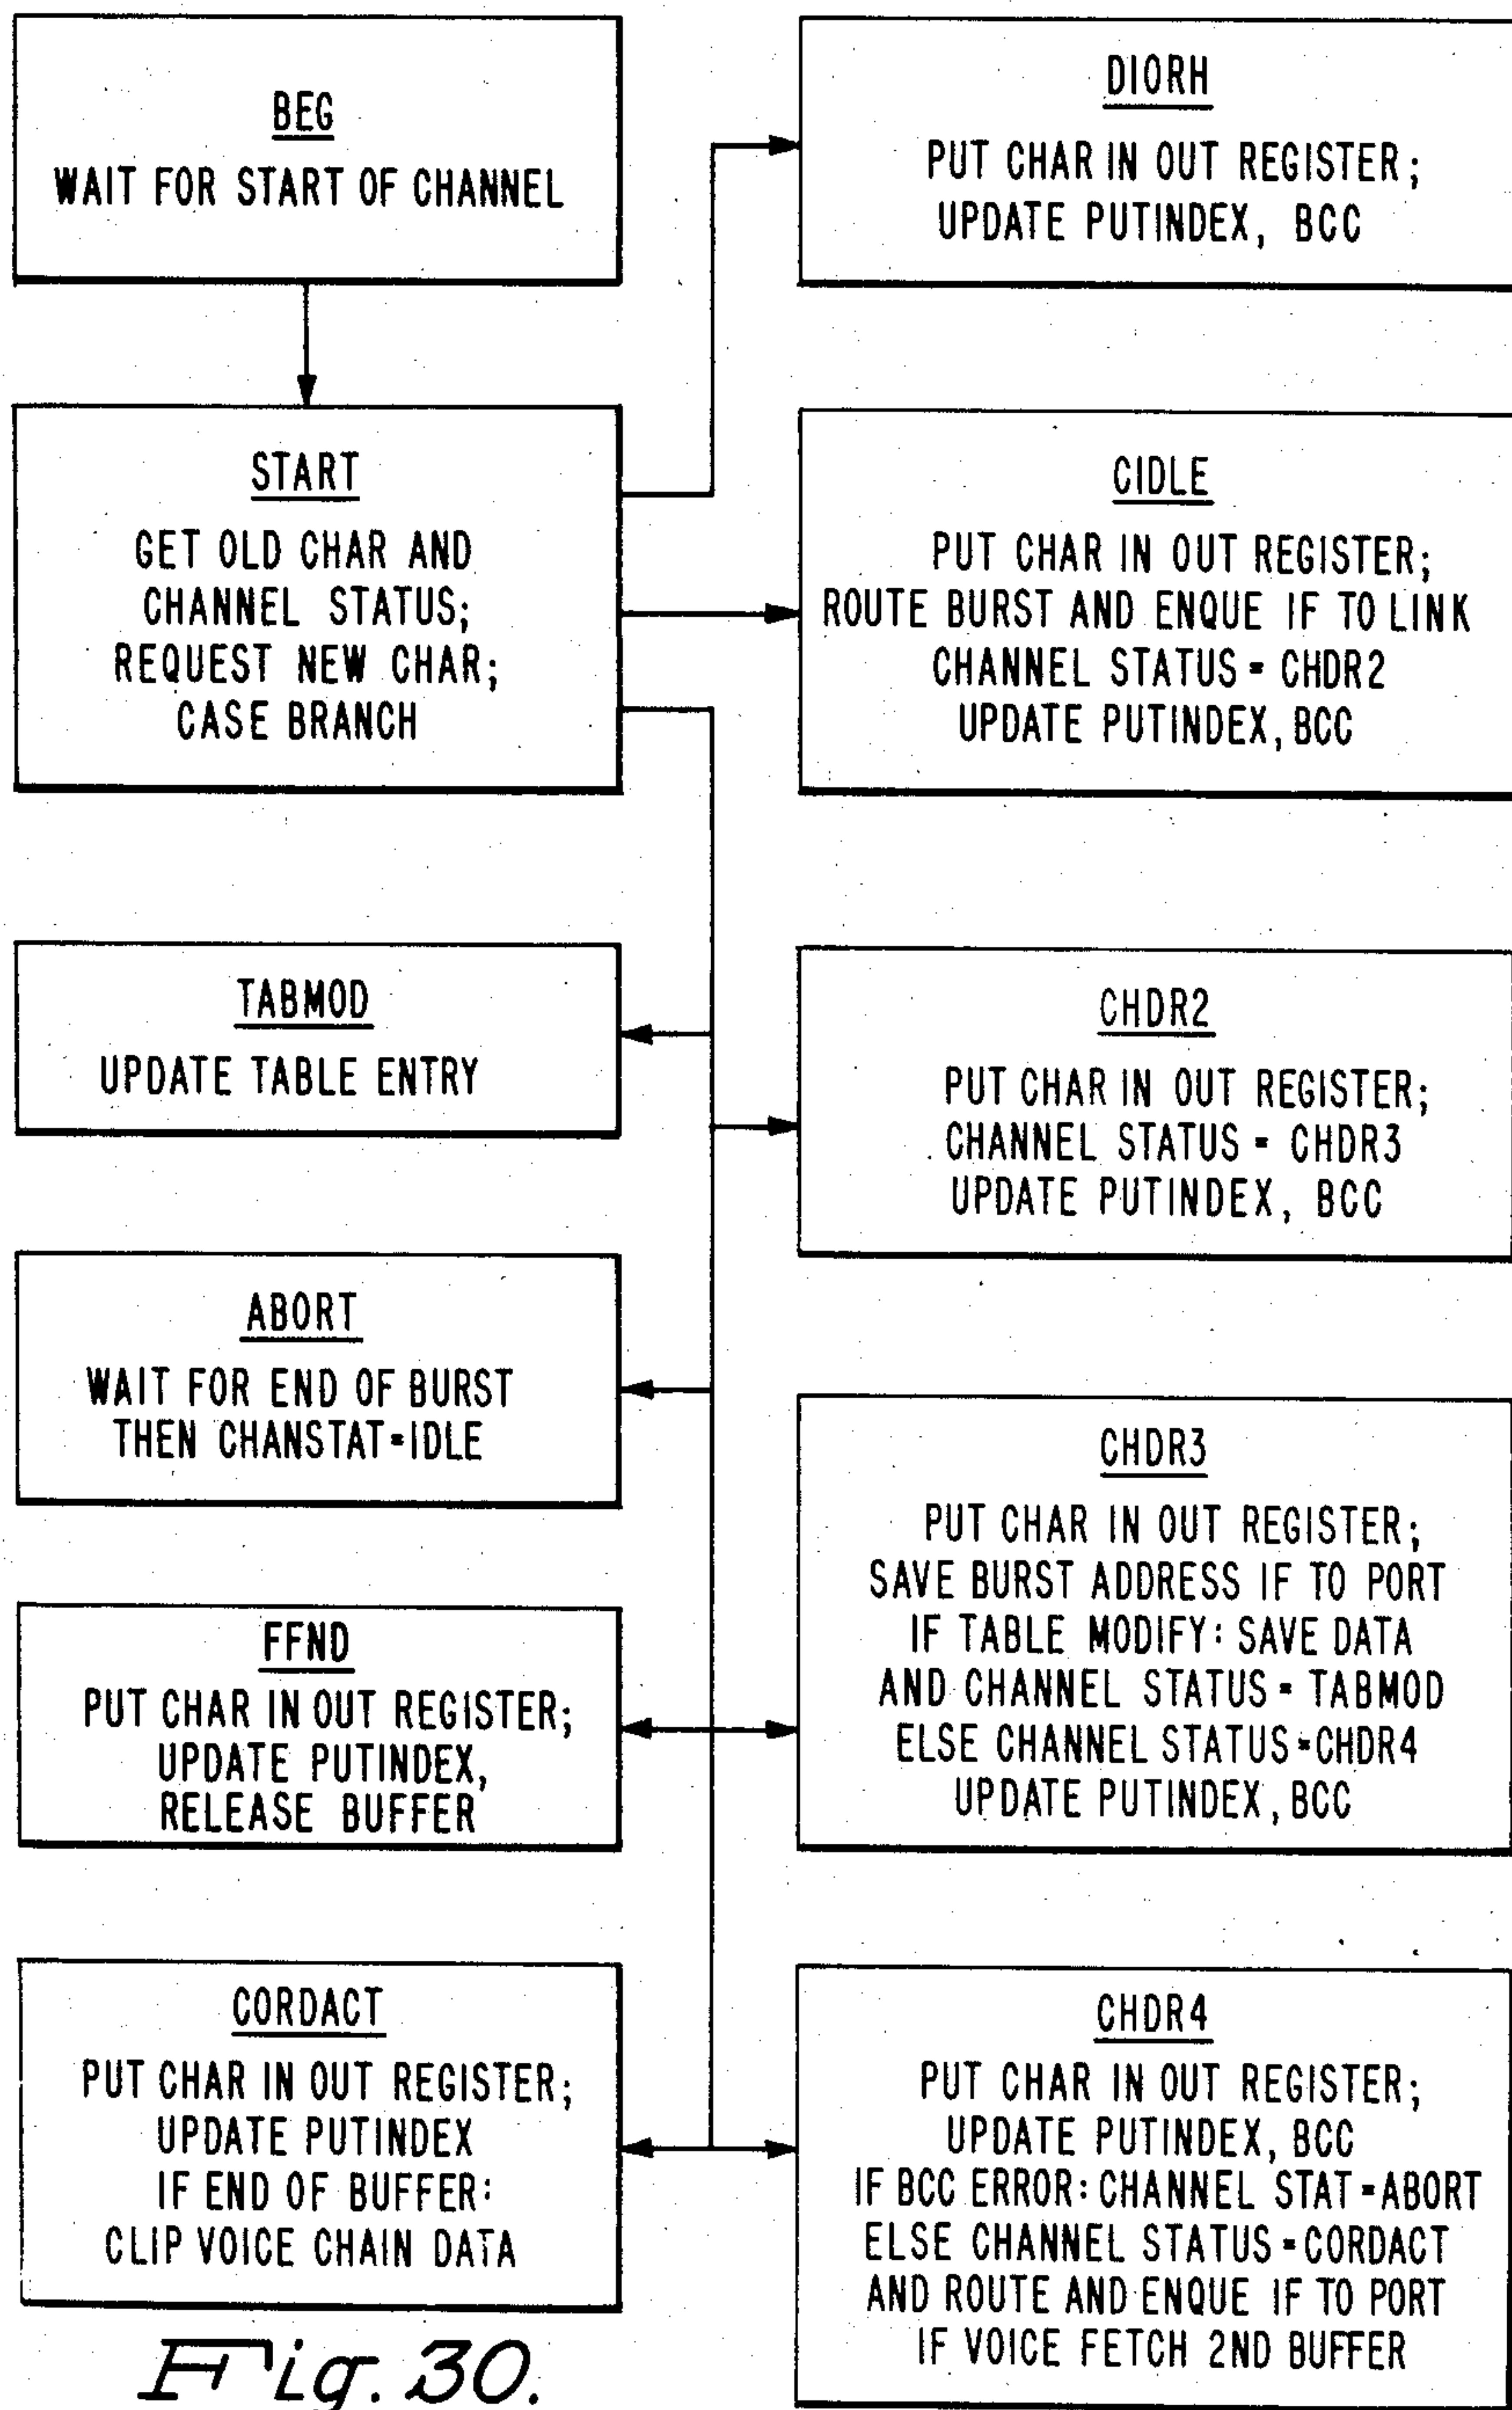 BEG
WAIT FOR START OF CHANNEL
DIORH
PUT CHAR IN OUT REGISTER;
UPDATE PUTINDEX, BCC
START
GET OLD CHAR AND
CHANNEL STATUS;
REQUEST NEW CHAR;
CASE BRANCH
CIDLE
PUT CHAR IN OUT REGISTER;
ROUTE BURST AND ENQUE IF TO LINK
CHANNEL STATUS = CHDR2
UPDATE PUTINDEX, BCC
TABMOD
UPDATE TABLE ENTRY
CHDR2
PUT CHAR IN OUT REGISTER;
CHANNEL STATUS = CHDR3
UPDATE PUTINDEX, BCC
ABORT
WAIT FOR END OF BURST
THEN CHANSTAT=IDLE
CHDR3
PUT CHAR IN OUT REGISTER;
SAVE BURST ADDRESS IF TO PORT
IF TABLE MODIFY: SAVE DATA
AND CHANNEL STATUS = TABMOD
ELSE CHANNEL STATUS=CHDR4
UPDATE PUTINDEX, BCC
FFND
PUT CHAR IN OUT REGISTER;
UPDATE PUTINDEX,
RELEASE BUFFER
CORDACT
PUT CHAR IN OUT REGISTER;
UPDATE PUTINDEX
IF END OF BUFFER:
CLIP VOICE CHAIN DATA
CHDR4
PUT CHAR IN OUT REGISTER;
UPDATE PUTINDEX, BCC
IF BCC ERROR: CHANNEL STAT=ABORT
ELSE CHANNEL STATUS=CORDACT
AND ROUTE AND ENQUE IF TO PORT
IF VOICE FETCH 2ND BUFFER
Fig. 30.